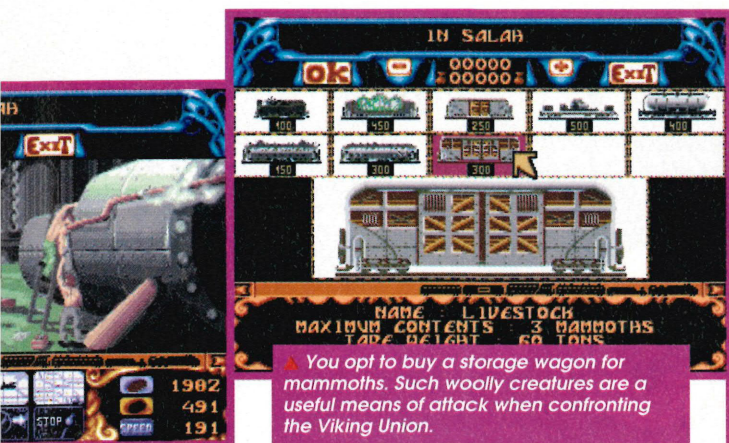 AH
EXIT
1902
491
SPEED
191
STOP
IN SALAH
OK
-
00000
00000
+
EXIT
100
450
250
500
400
150
300
300
NAME : LIVESTOCK
MAXIMUM CONTENTS : 3 MAMMOTHS
TARE WEIGHT : 60 TONS
You opt to buy a storage wagon for
mammoths. Such woolly creatures are a
useful means of attack when confronting
the Viking Union.